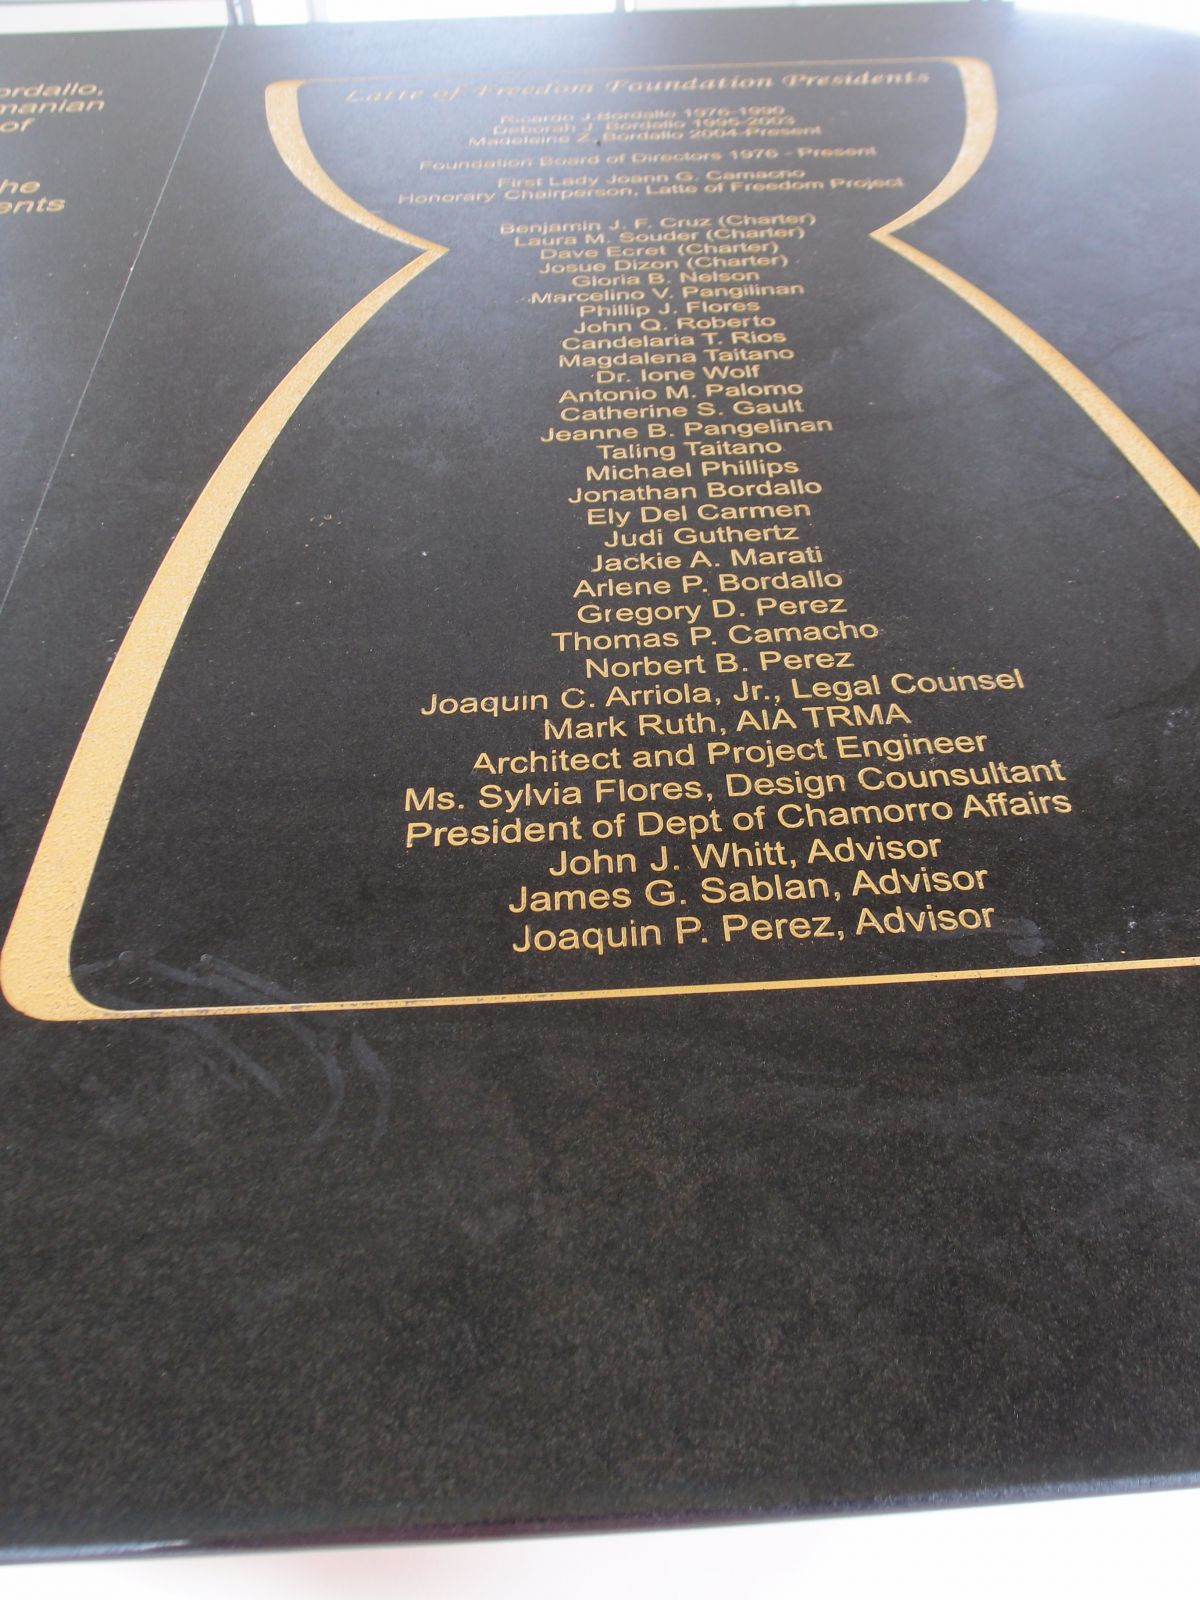 ordallo,
manian
of
he
ents
Latte of Freedom Foundation Presidents
Ricardo J. Bordallo 1976-1990
Deborah J. Bordallo 1995-2003
Madeleine Z. Bordallo 2004-Present
Foundation Board of Directors 1976 - Present
First Lady Joann G. Camacho
Honorary Chairperson, Latte of Freedom Project
Benjamin J. F. Cruz (Charter)
Laura M. Souder (Charter)
Dave Ecret (Charter)
Josue Dizon (Charter)
Gloria B. Nelson
Marcelino V. Pangilinan
Phillip J. Flores
John Q. Roberto
Candelaria T. Rios
Magdalena Taitano
Dr. Ione Wolf
Antonio M. Palomo
Catherine S. Gault
Jeanne B. Pangelinan
Taling Taitano
Michael Phillips
Jonathan Bordallo
Ely Del Carmen
Judi Guthertz
Jackie A. Marati
Arlene P. Bordallo
Gregory D. Perez
Thomas P. Camacho
Norbert B. Perez
Joaquin C. Arriola, Jr., Legal Counsel
Mark Ruth, AIA TRMA
Architect and Project Engineer
Ms. Sylvia Flores, Design Counsultant
President of Dept of Chamorro Affairs
John J. Whitt, Advisor
James G. Sablan, Advisor
Joaquin P. Perez, Advisor